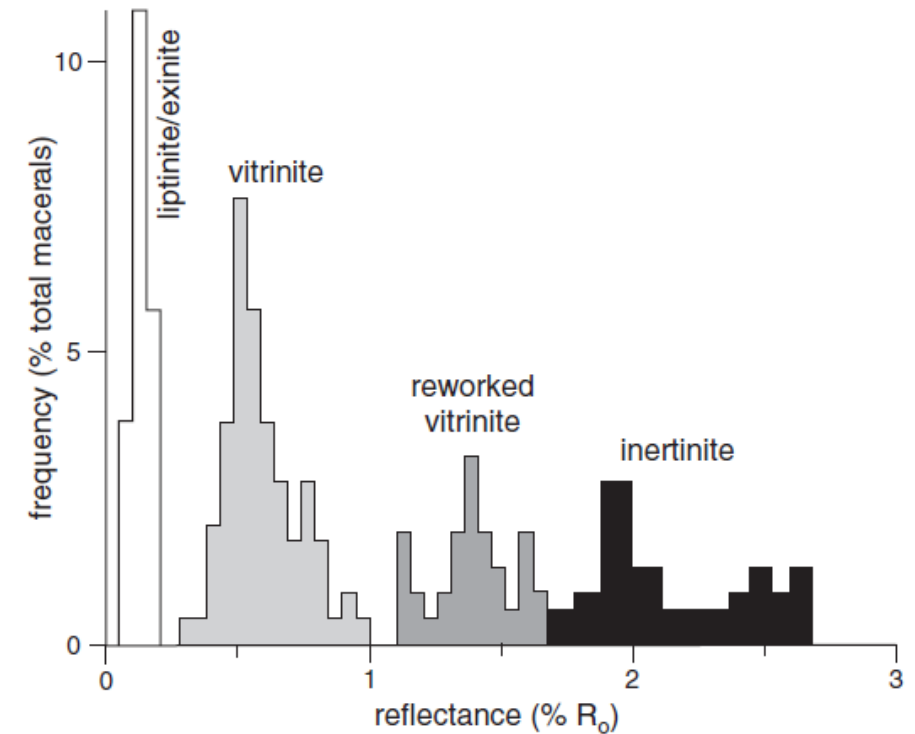 frequency (% total macerals)
10
5
0
liptinite/exinite
vitrinite
reworked
vitrinite
inertinite
0
1
2
3
reflectance (% Rₒ)